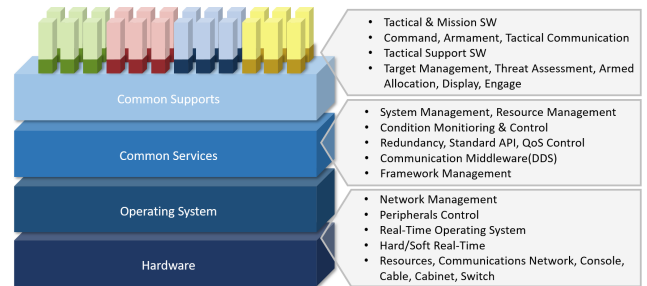 Common Supports
Common Services
Operating System
Hardware
• Tactical & Mission SW
• Command, Armament, Tactical Communication
• Tactical Support SW
• Target Management, Threat Assessment, Armed
Allocation, Display, Engage
• System Management, Resource Management
• Condition Monitoring & Control
• Redundancy, Standard API, QoS Control
• Communication Middleware(DDS)
• Framework Management
• Network Management
• Peripherals Control
• Real-Time Operating System
• Hard/Soft Real-Time
• Resources, Communications Network, Console,
Cable, Cabinet, Switch